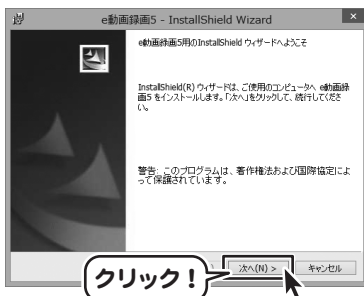 e動画録画5 - InstallShield Wizard
e動画録画5用のInstallShield ウィザードへようこそ
InstallShield(R) ウィザードは、ご使用のコンピュータへ e動画録
画5 をインストールします。「次へ」をクリックして、続行してくださ
い。
警告: このプログラムは、著作権法および国際協定によ
って保護されています。
次へ(N) >
キャンセル
クリック！